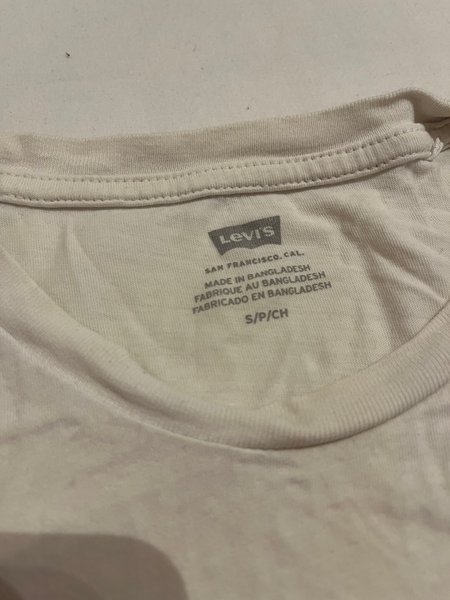 Levi's
SAN FRANCISCO, CAL.
MADE IN BANGLADESH
FABRIQUE AU BANGLADESH
FABRICADO EN BANGLADESH
S/P/CH